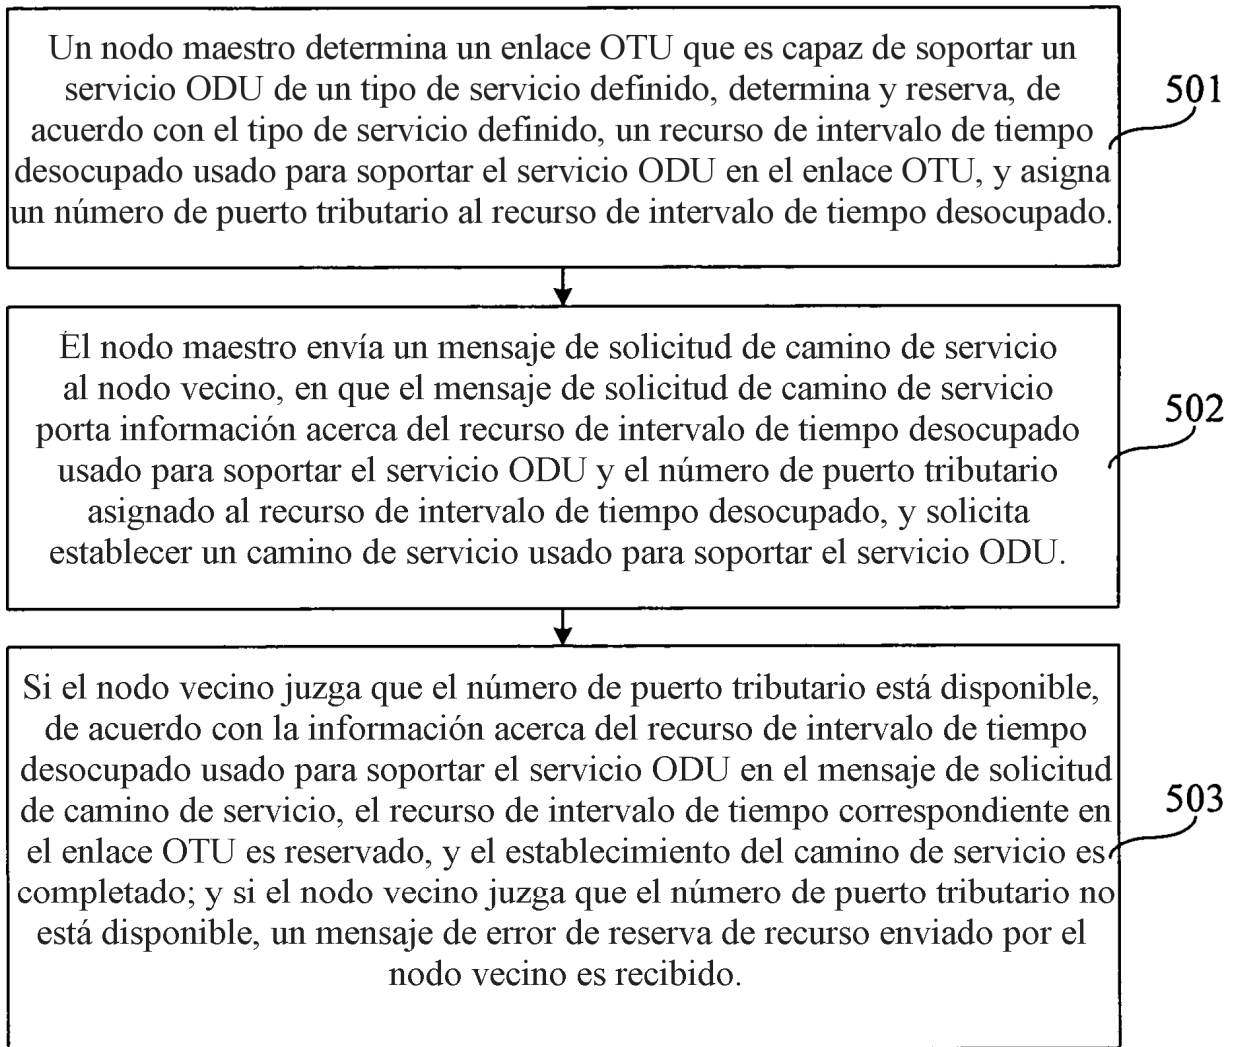 Un nodo maestro determina un enlace OTU que es capaz de soportar un
servicio ODU de un tipo de servicio definido, determina y reserva, de
acuerdo con el tipo de servicio definido, un recurso de intervalo de tiempo
desocupado usado para soportar el servicio ODU en el enlace OTU, y asigna
un número de puerto tributario al recurso de intervalo de tiempo desocupado.
501
El nodo maestro envía un mensaje de solicitud de camino de servicio
al nodo vecino, en que el mensaje de solicitud de camino de servicio
porta información acerca del recurso de intervalo de tiempo desocupado
usado para soportar el servicio ODU y el número de puerto tributario
asignado al recurso de intervalo de tiempo desocupado, y solicita
establecer un camino de servicio usado para soportar el servicio ODU.
502
Si el nodo vecino juzga que el número de puerto tributario está disponible,
de acuerdo con la información acerca del recurso de intervalo de tiempo
desocupado usado para soportar el servicio ODU en el mensaje de solicitud
de camino de servicio, el recurso de intervalo de tiempo correspondiente en
el enlace OTU es reservado, y el establecimiento del camino de servicio es
completado; y si el nodo vecino juzga que el número de puerto tributario no
está disponible, un mensaje de error de reserva de recurso enviado por el
nodo vecino es recibido.
503